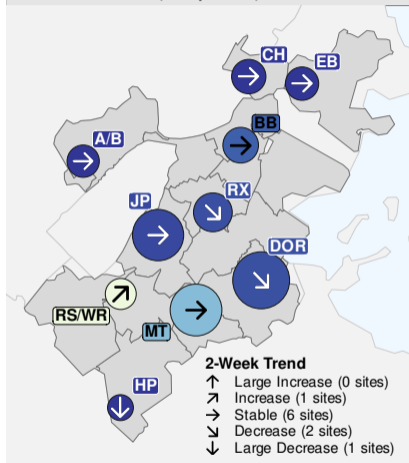 CH
EB
BB
A/B
RX
JP
DOR
RS/WR
MT
HP
2-Week Trend
↑ Large Increase (0 sites)
↗ Increase (1 sites)
→ Stable (6 sites)
↘ Decrease (2 sites)
↓ Large Decrease (1 sites)